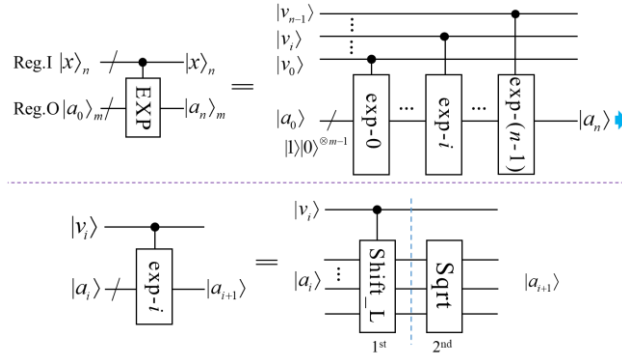 |v_{n-1}⟩
⋮
|v_i⟩
⋮
|v_0⟩
Reg.I |x⟩_n |x⟩_n =
EXP
Reg.O |a_0⟩_m |a_n⟩_m
|a_0⟩ exp-0 ... exp-i ... exp-(n-1) |a_n⟩
|1⟩|0⟩^{⊗m-1}
|v_i⟩ = |v_i⟩
exp-i
|a_i⟩ |a_{i+1}⟩
|a_i⟩ ⋮ Shift_L Sqrt |a_{i+1}⟩
1st 2nd